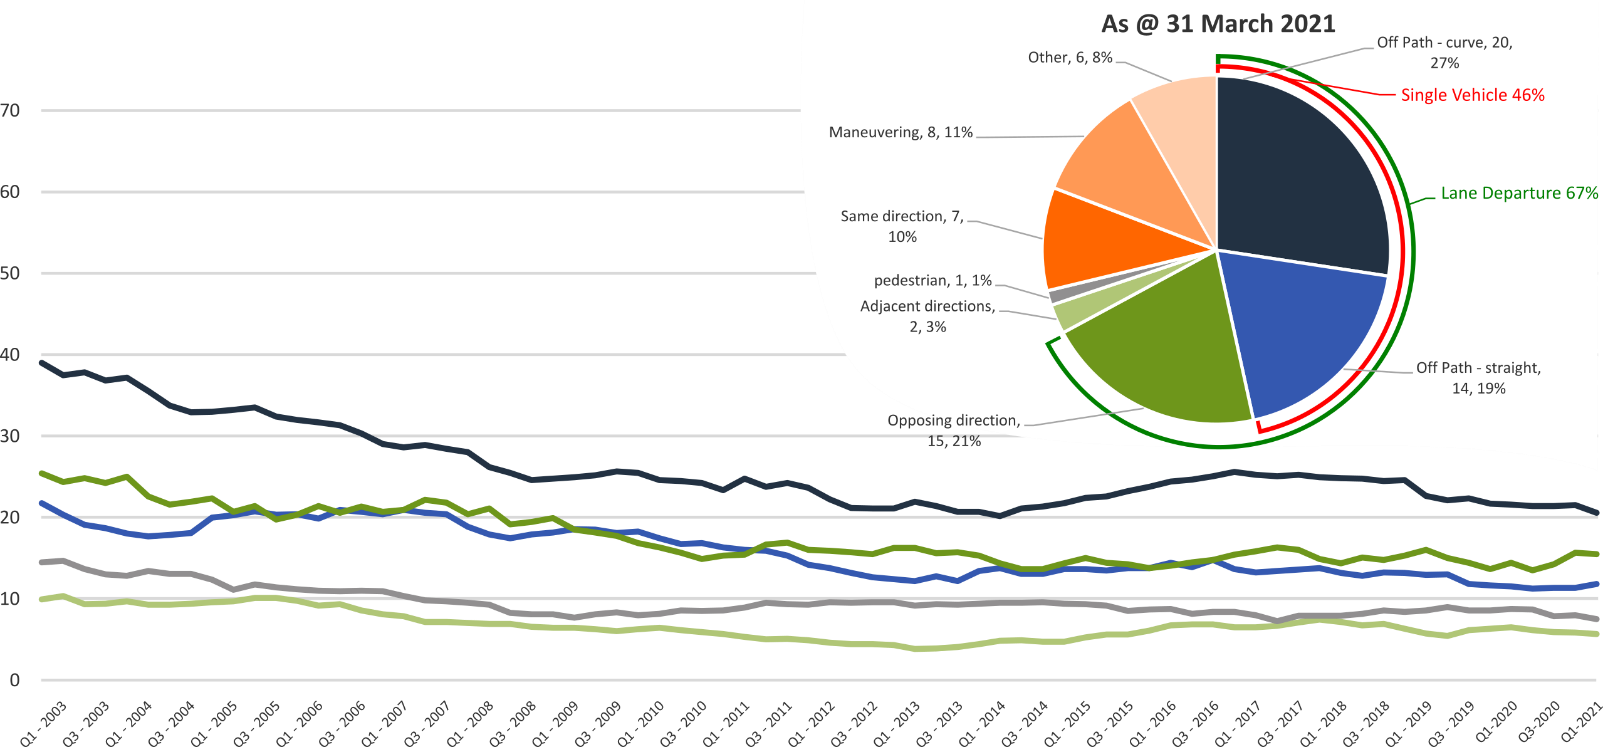 As @ 31 March 2021
Off Path - curve, 20,
27%
Other, 6, 8%
Single Vehicle 46%
Maneuvering, 8, 11%
Lane Departure 67%
Same direction, 7,
10%
pedestrian, 1, 1%
Adjacent directions,
2, 3%
Off Path - straight,
14, 19%
Opposing direction,
15, 21%
70
60
50
40
30
20
10
0
Q1 - 2003
Q3 - 2003
Q1 - 2004
Q3 - 2004
Q1 - 2005
Q3 - 2005
Q1 - 2006
Q3 - 2006
Q1 - 2007
Q3 - 2007
Q1 - 2008
Q3 - 2008
Q1 - 2009
Q3 - 2009
Q1 - 2010
Q3 - 2010
Q1 - 2011
Q3 - 2011
Q1 - 2012
Q3 - 2012
Q1 - 2013
Q3 - 2013
Q1 - 2014
Q3 - 2014
Q1 - 2015
Q3 - 2015
Q1 - 2016
Q3 - 2016
Q1 - 2017
Q3 - 2017
Q1 - 2018
Q3 - 2018
Q1 - 2019
Q3 - 2019
Q1 - 2020
Q3 - 2020
Q1 - 2021